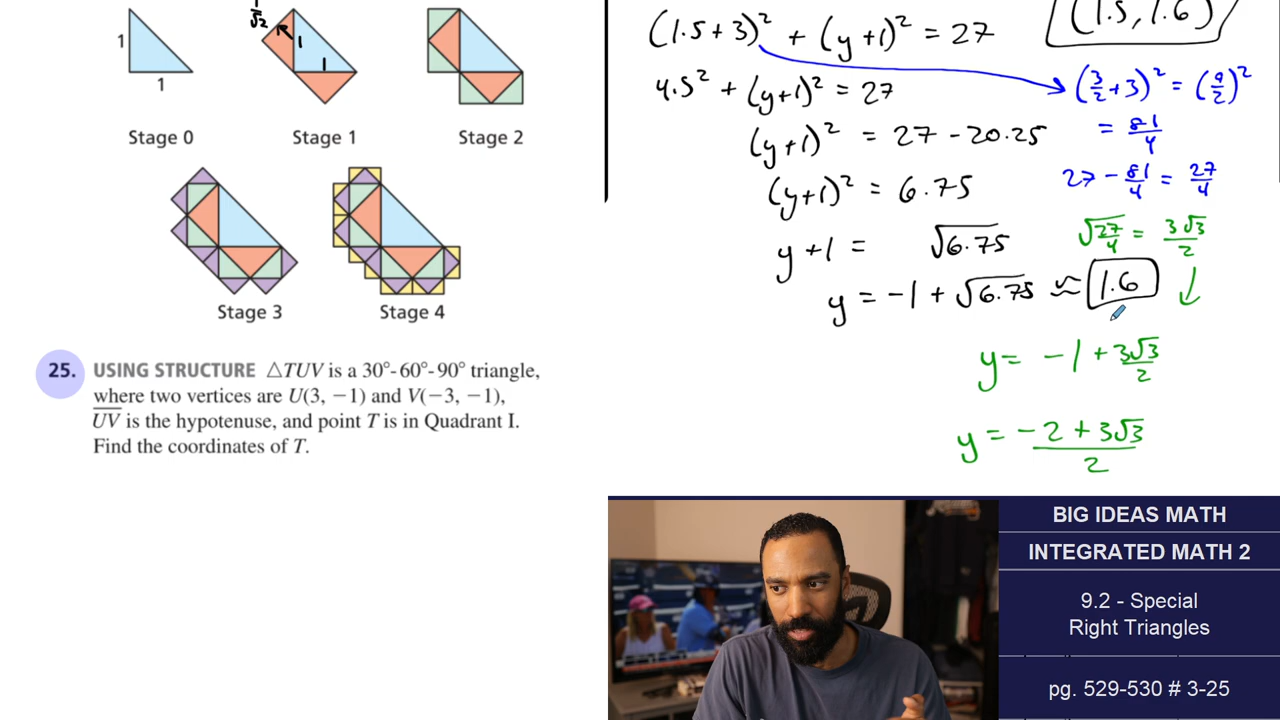 1/√2
1
1
1
1
Stage 0
Stage 1
Stage 2
Stage 3
Stage 4
25. USING STRUCTURE △TUV is a 30°-60°-90° triangle,
where two vertices are U(3, −1) and V(−3, −1),
UV is the hypotenuse, and point T is in Quadrant I.
Find the coordinates of T.
(1.5, 1.6)
(1.5+3)² + (y+1)² = 27
4.5² + (y+1)² = 27
(y+1)² = 27 - 20.25
(y+1)² = 6.75
y+1 = √6.75
y = -1 + √6.75 ≈ 1.6
(3/2 + 3)² = (9/2)²
= 81/4
27 - 81/4 = 27/4
√27/4 = 3√3/2
y = -1 + 3√3/2
y = -2 + 3√3/2
BIG IDEAS MATH
INTEGRATED MATH 2
9.2 - Special
Right Triangles
pg. 529-530 # 3-25